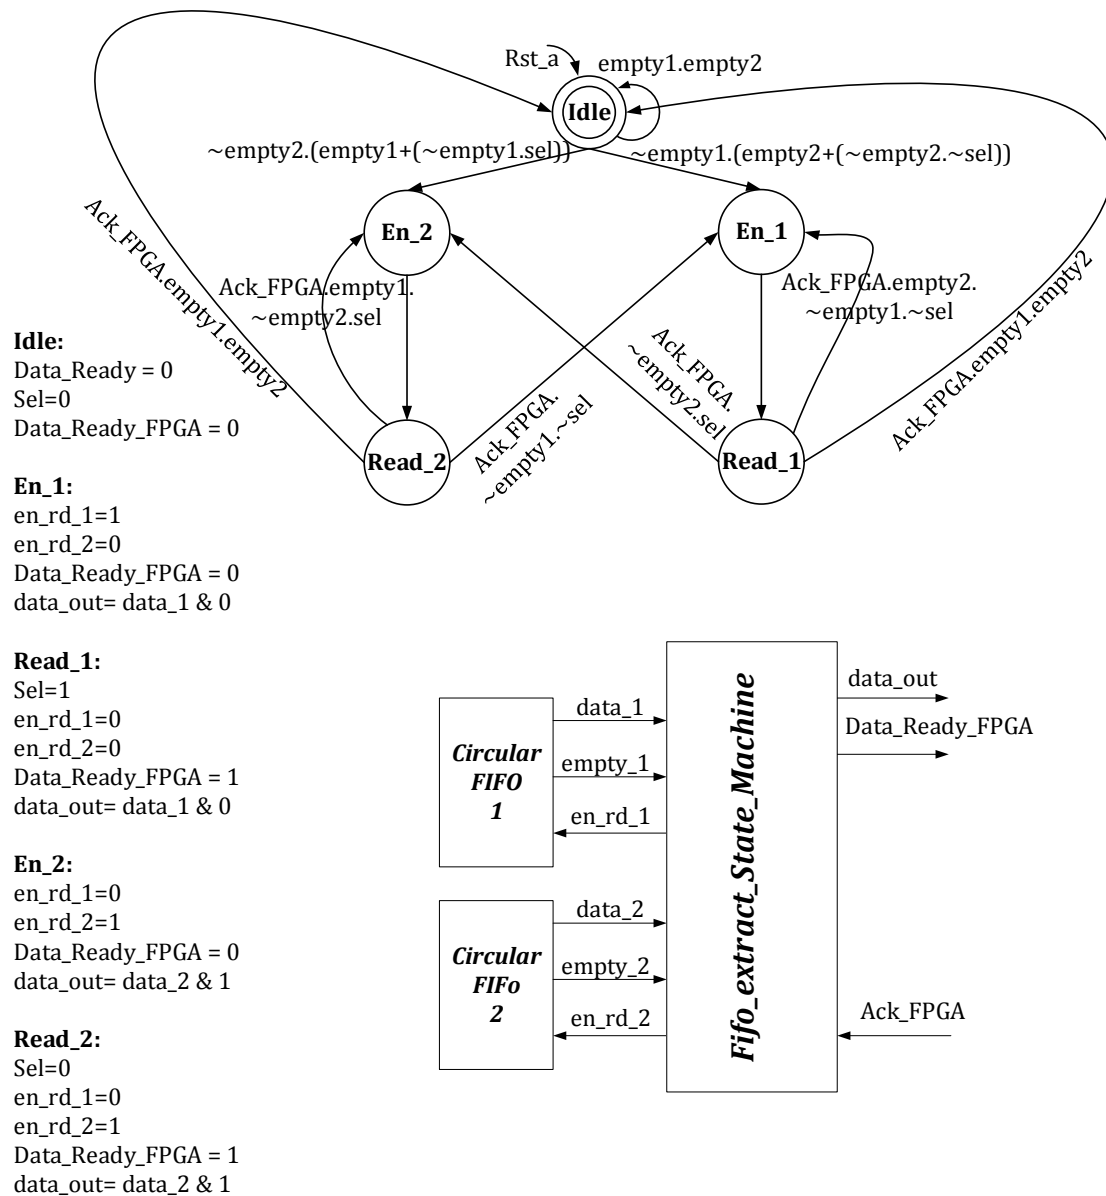 Rst_a
empty1.empty2
Idle
~empty2.(empty1+(~empty1.sel))
~empty1.(empty2+(~empty2.~sel))
En_2
En_1
Ack_FPGA.empty1.empty2
Ack_FPGA.empty1.
~empty2.sel
Ack_FPGA.empty2.
~empty1.~sel
Ack_FPGA.
~empty1.~sel
Ack_FPGA.
~empty2.sel
Ack_FPGA.empty1.empty2
Read_2
Read_1
Idle:
Data_Ready = 0
Sel=0
Data_Ready_FPGA = 0
En_1:
en_rd_1=1
en_rd_2=0
Data_Ready_FPGA = 0
data_out= data_1 & 0
Read_1:
Sel=1
en_rd_1=0
en_rd_2=0
Data_Ready_FPGA = 1
data_out= data_1 & 0
En_2:
en_rd_1=0
en_rd_2=1
Data_Ready_FPGA = 0
data_out= data_2 & 1
Read_2:
Sel=0
en_rd_1=0
en_rd_2=1
Data_Ready_FPGA = 1
data_out= data_2 & 1
Circular
FIFO
1
data_1
empty_1
en_rd_1
Circular
FIFo
2
data_2
empty_2
en_rd_2
Fifo_extract_State_Machine
data_out
Data_Ready_FPGA
Ack_FPGA